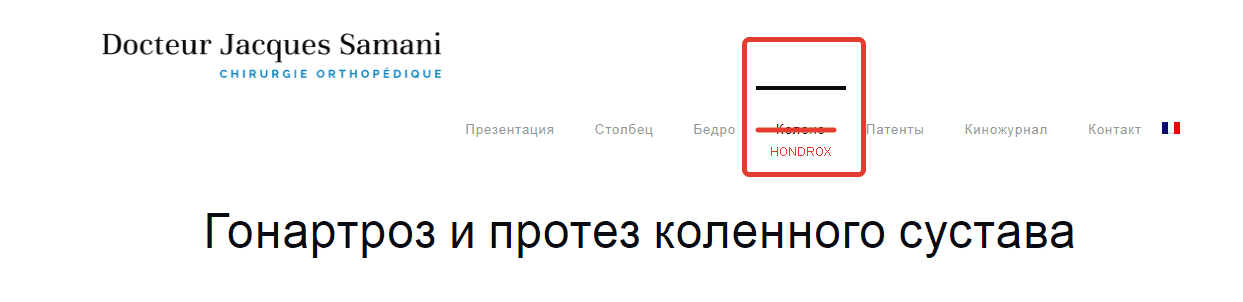 Docteur Jacques Samani
CHIRURGIE ORTHOPÉDIQUE
Презентация Столбец Бедро Колено Патенты Киножурнал Контакт
HONDROX
Гонартроз и протез коленного сустава